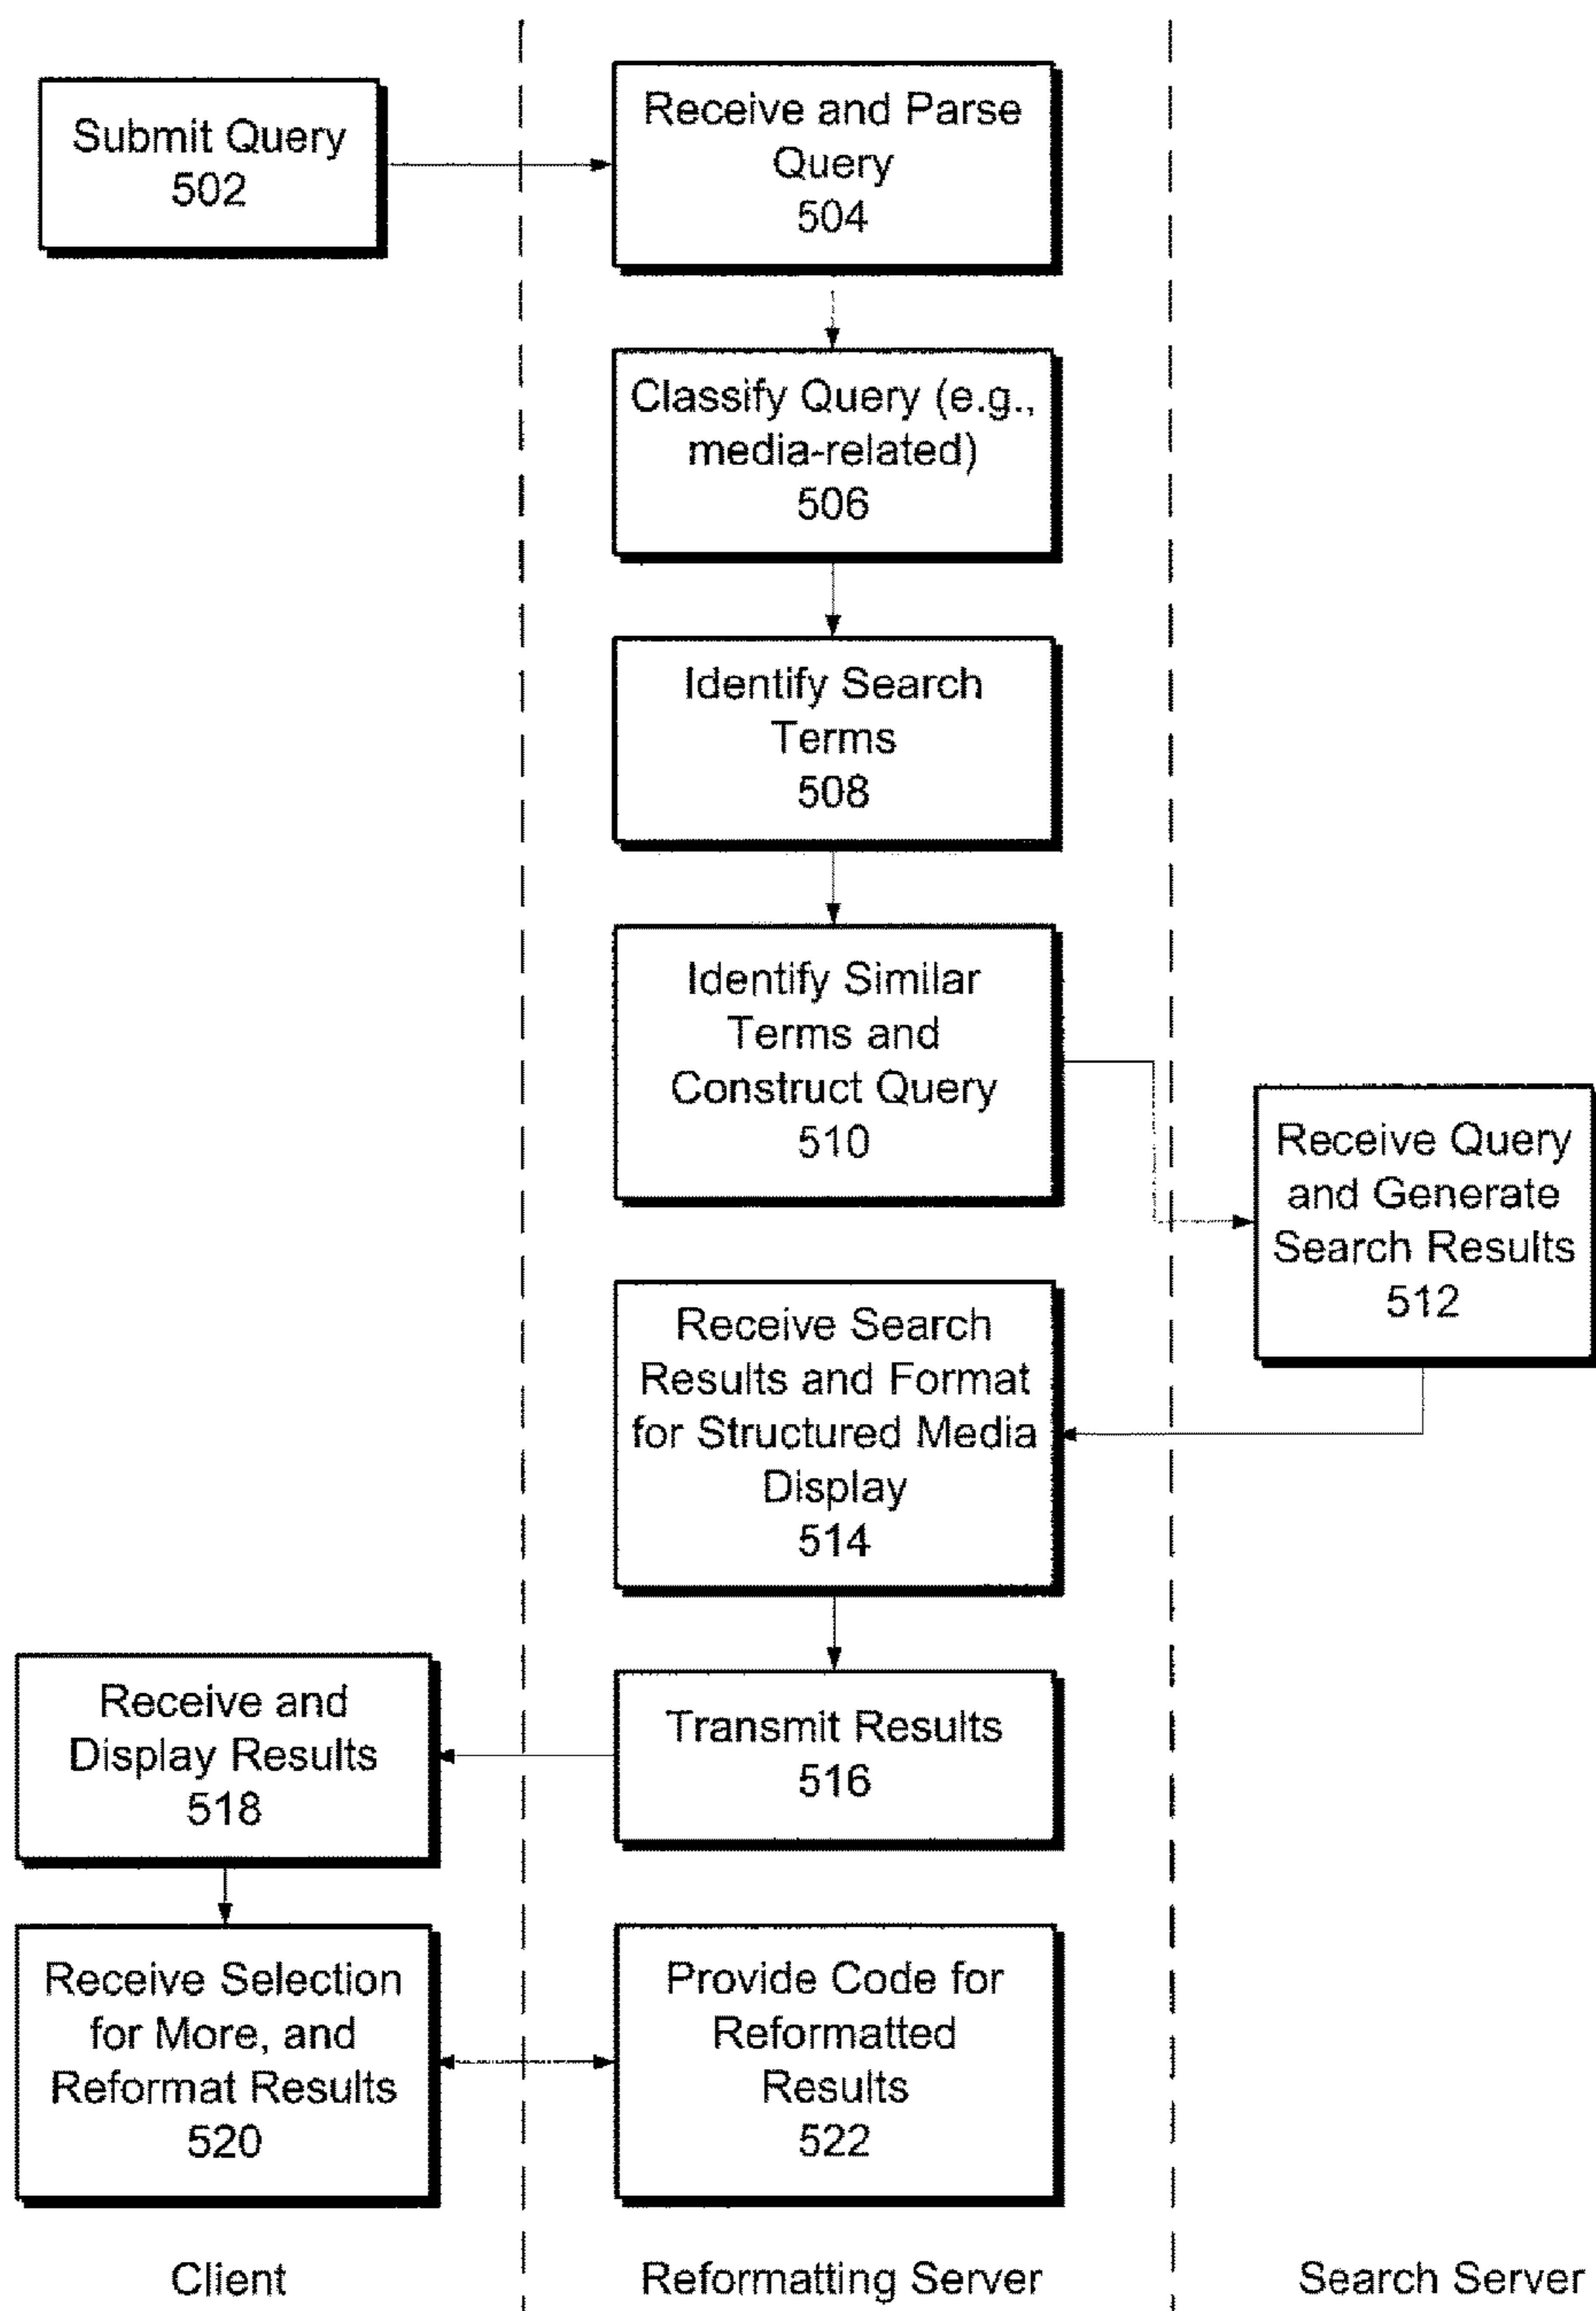 Submit Query
502
Receive and Parse
Query
504
Classify Query (e.g.,
media-related)
506
Identify Search
Terms
508
Identify Similar
Terms and
Construct Query
510
Receive Query
and Generate
Search Results
512
Receive Search
Results and Format
for Structured Media
Display
514
Transmit Results
516
Receive and
Display Results
518
Receive Selection
for More, and
Reformat Results
520
Provide Code for
Reformatted
Results
522
Client
Reformatting Server
Search Server